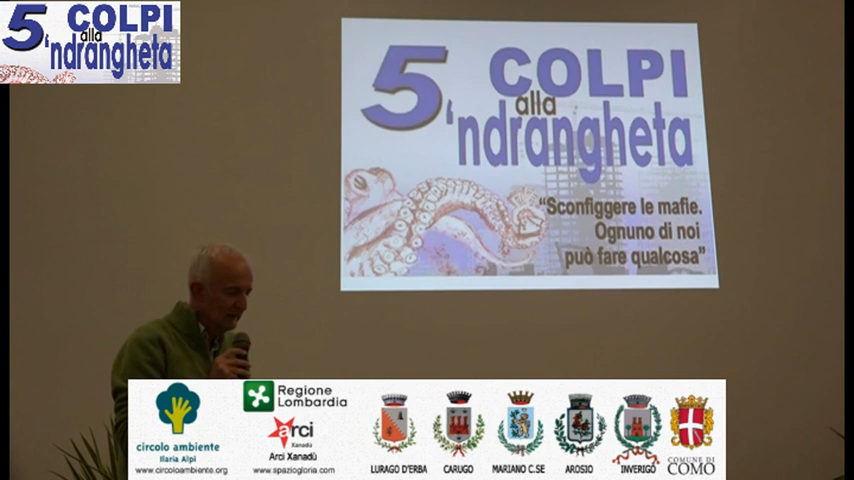 5 COLPI
alla
'ndrangheta
5 COLPI
alla
'ndrangheta
“Sconfiggere le mafie.
Ognuno di noi
può fare qualcosa”
circolo ambiente
Ilaria Alpi
www.circoloambiente.org
Regione
Lombardia
arci
Xanadù
Arci Xanadù
www.spaziogloria.com
LURAGO D'ERBA
CARUGO
MARIANO C.SE
AROSIO
INVERIGO
COMUNE DI
COMO